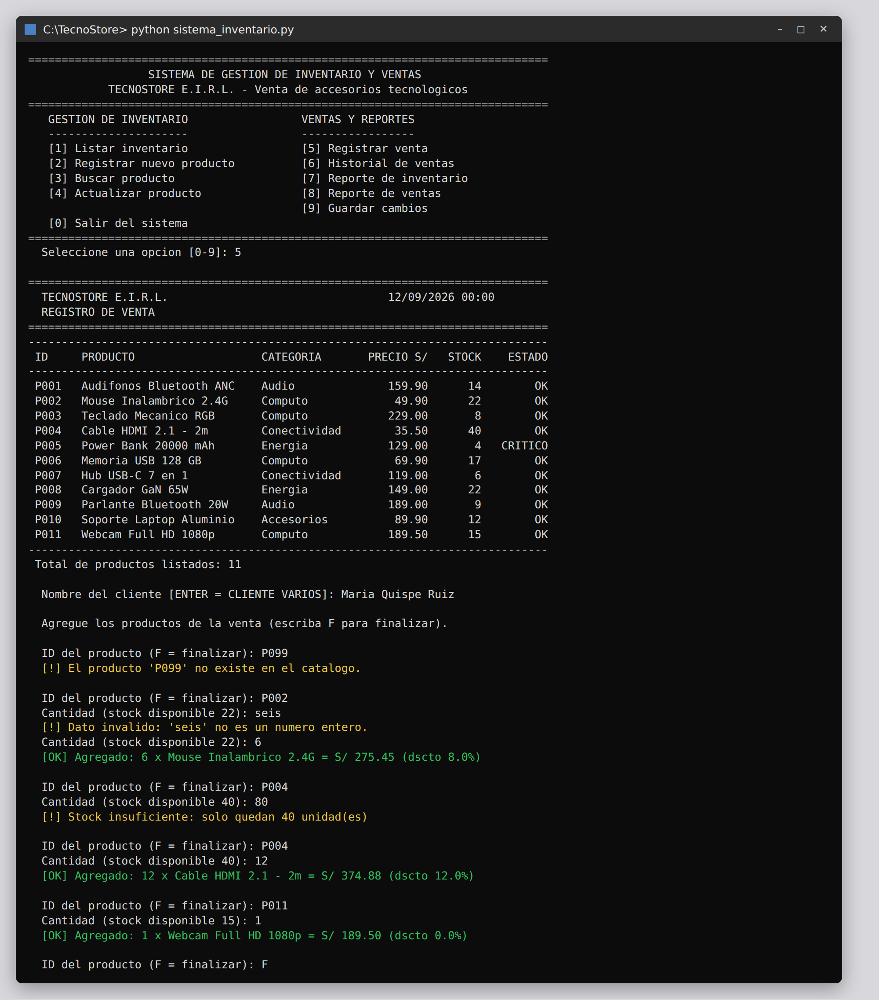 C:\TecnoStore> python sistema_inventario.py
==============================================================================
SISTEMA DE GESTION DE INVENTARIO Y VENTAS
TECNOSTORE E.I.R.L. - Venta de accesorios tecnologicos
==============================================================================
GESTION DE INVENTARIO                 VENTAS Y REPORTES
---------------------                 -----------------
[1] Listar inventario                 [5] Registrar venta
[2] Registrar nuevo producto          [6] Historial de ventas
[3] Buscar producto                   [7] Reporte de inventario
[4] Actualizar producto               [8] Reporte de ventas
[9] Guardar cambios
[0] Salir del sistema
==============================================================================
Seleccione una opcion [0-9]: 5
==============================================================================
TECNOSTORE E.I.R.L.                                 12/09/2026 00:00
REGISTRO DE VENTA
==============================================================================
------------------------------------------------------------------------------
ID     PRODUCTO                   CATEGORIA       PRECIO S/   STOCK    ESTADO
------------------------------------------------------------------------------
P001   Audifonos Bluetooth ANC    Audio              159.90      14        OK
P002   Mouse Inalambrico 2.4G     Computo             49.90      22        OK
P003   Teclado Mecanico RGB       Computo            229.00       8        OK
P004   Cable HDMI 2.1 - 2m        Conectividad        35.50      40        OK
P005   Power Bank 20000 mAh       Energia            129.00       4   CRITICO
P006   Memoria USB 128 GB         Computo             69.90      17        OK
P007   Hub USB-C 7 en 1           Conectividad       119.00       6        OK
P008   Cargador GaN 65W           Energia            149.00      22        OK
P009   Parlante Bluetooth 20W     Audio              189.00       9        OK
P010   Soporte Laptop Aluminio    Accesorios          89.90      12        OK
P011   Webcam Full HD 1080p       Computo            189.50      15        OK
------------------------------------------------------------------------------
Total de productos listados: 11
Nombre del cliente [ENTER = CLIENTE VARIOS]: Maria Quispe Ruiz
Agregue los productos de la venta (escriba F para finalizar).
ID del producto (F = finalizar): P099
[!] El producto 'P099' no existe en el catalogo.
ID del producto (F = finalizar): P002
Cantidad (stock disponible 22): seis
[!] Dato invalido: 'seis' no es un numero entero.
Cantidad (stock disponible 22): 6
[OK] Agregado: 6 x Mouse Inalambrico 2.4G = S/ 275.45 (dscto 8.0%)
ID del producto (F = finalizar): P004
Cantidad (stock disponible 40): 80
[!] Stock insuficiente: solo quedan 40 unidad(es)
ID del producto (F = finalizar): P004
Cantidad (stock disponible 40): 12
[OK] Agregado: 12 x Cable HDMI 2.1 - 2m = S/ 374.88 (dscto 12.0%)
ID del producto (F = finalizar): P011
Cantidad (stock disponible 15): 1
[OK] Agregado: 1 x Webcam Full HD 1080p = S/ 189.50 (dscto 0.0%)
ID del producto (F = finalizar): F